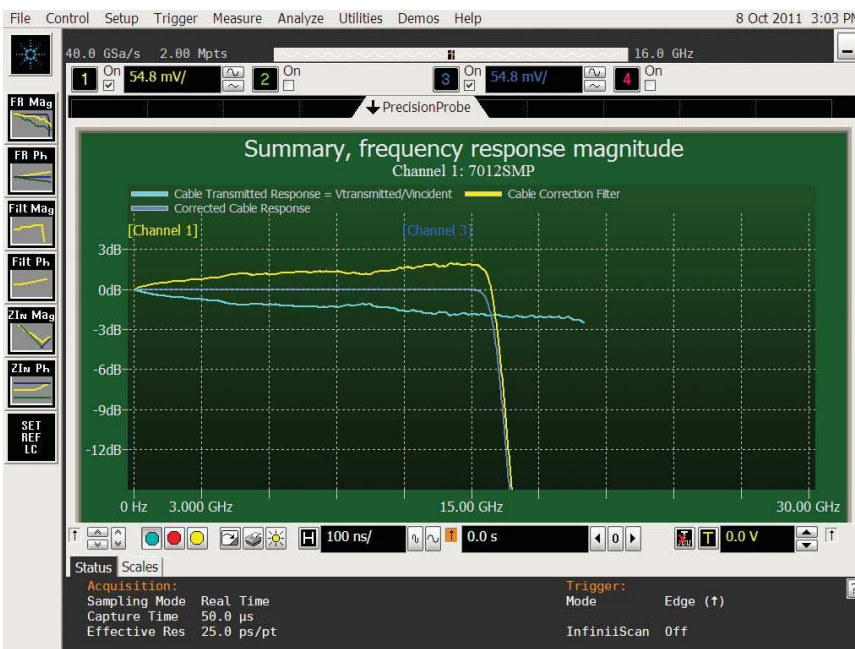 File Control Setup Trigger Measure Analyze Utilities Demos Help 8 Oct 2011 3:03 PM
40.0 GSa/s 2.00 Mpts 16.0 GHz
1 On 54.8 mV/ 2 On 3 On 54.8 mV/ 4 On
PrecisionProbe
FR Mag
FR Ph
Filt Mag
Filt Ph
ZIN Mag
ZIN Ph
SET
REF
LC
Summary, frequency response magnitude
Channel 1: 7012SMP
Cable Transmitted Response = Vtransmitted/Vincident Cable Correction Filter
Corrected Cable Response
[Channel 1] [Channel 3]
3dB
0dB
-3dB
-6dB
-9dB
-12dB
0 Hz 3.000 GHz 15.00 GHz 30.00 GHz
H 100 ns/ 0.0 s 0 T 0.0 V
Status Scales
Acquisition: Trigger:
Sampling Mode Real Time Mode Edge (↑)
Capture Time 50.0 µs
Effective Res 25.0 ps/pt InfiniiScan Off